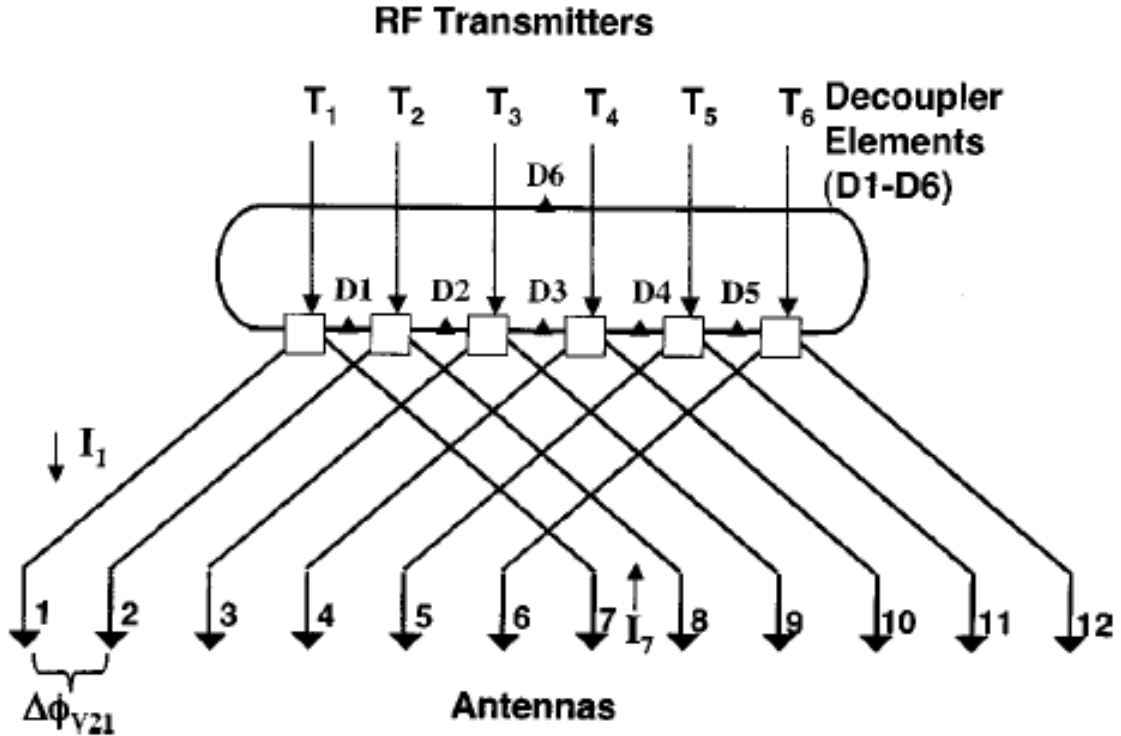 RF Transmitters
T1 T2 T3 T4 T5 T6 Decoupler
Elements
(D1-D6)
D6
D1 D2 D3 D4 D5
I1
1 2 3 4 5 6 7 I7 8 9 10 11 12
ΔϕV21
Antennas